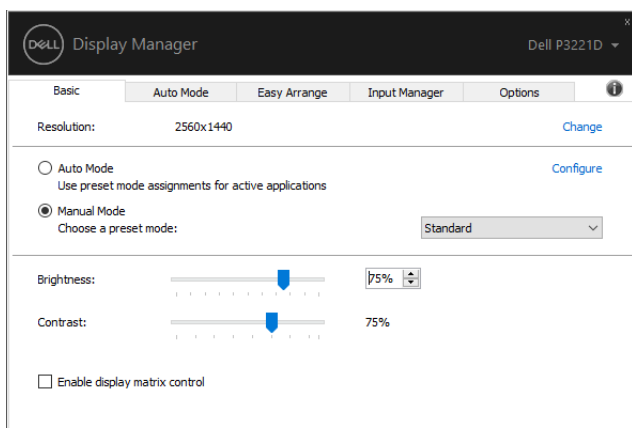 DELL Display Manager Dell P3221D
x
Basic Auto Mode Easy Arrange Input Manager Options i
Resolution: 2560x1440 Change
Auto Mode Configure
Use preset mode assignments for active applications
Manual Mode
Choose a preset mode: Standard
Brightness: 75%
Contrast: 75%
Enable display matrix control